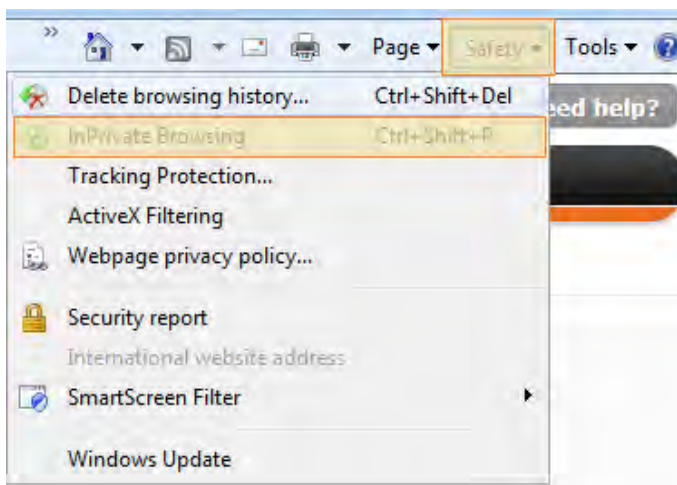 »
Page Safety Tools
Delete browsing history... Ctrl+Shift+Del
eed help?
InPrivate Browsing Ctrl+Shift+P
Tracking Protection...
ActiveX Filtering
Webpage privacy policy...
Security report
International website address
SmartScreen Filter
Windows Update